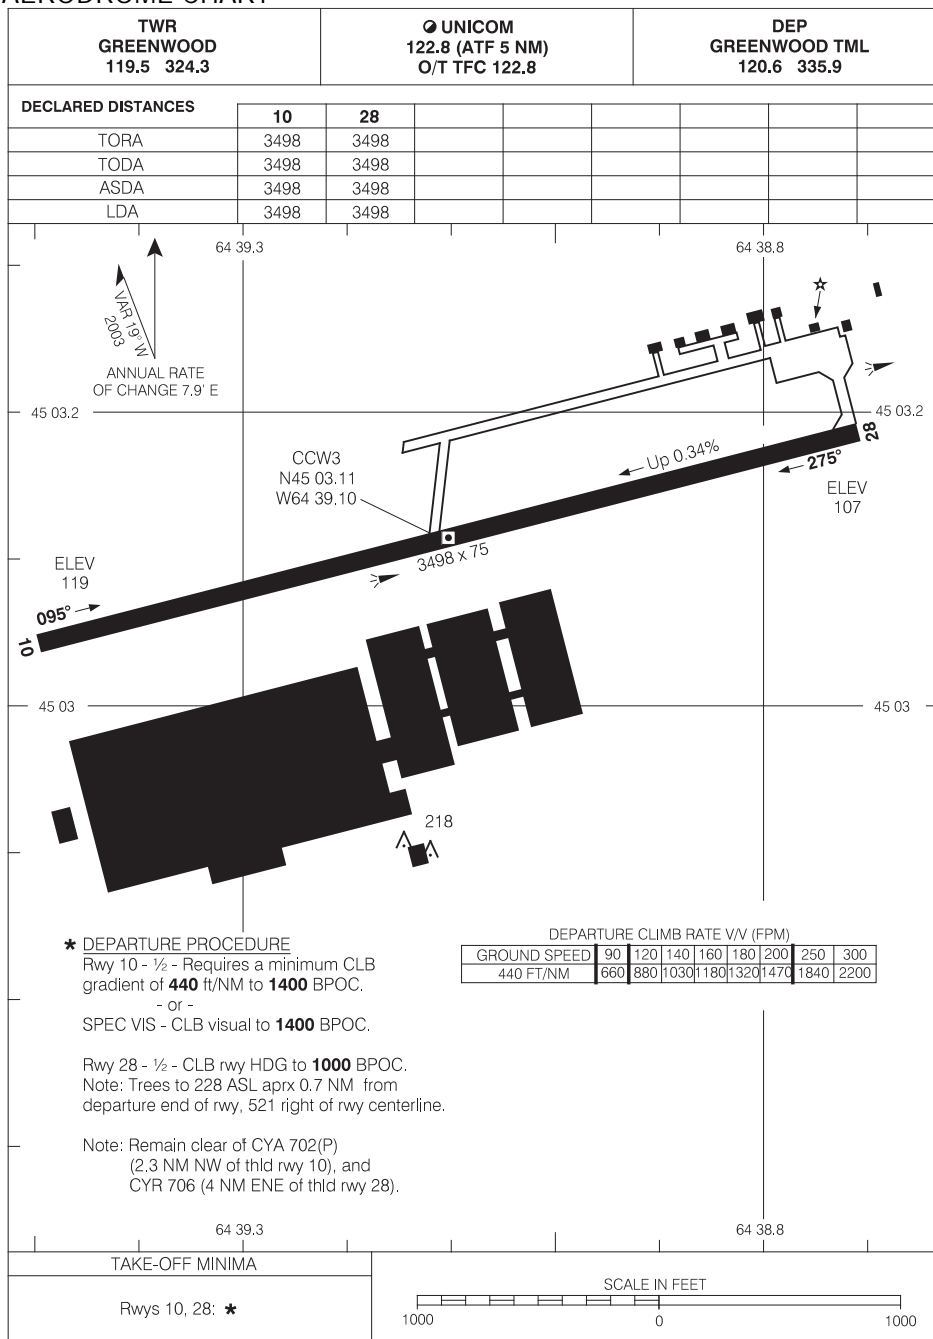 AERODROME CHART
TWR
GREENWOOD
119.5 324.3
UNICOM
122.8 (ATF 5 NM)
O/T TFC 122.8
DEP
GREENWOOD TML
120.6 335.9
DECLARED DISTANCES 10 28
TORA 3498 3498
TODA 3498 3498
ASDA 3498 3498
LDA 3498 3498
64 39.3 64 38.8
VAR 19° W
2003
ANNUAL RATE
OF CHANGE 7.9' E
45 03.2 45 03.2
28
CCW3
N45 03.11
W64 39.10
Up 0.34%
275°
ELEV
107
3498 x 75
ELEV
119
095°
10
45 03 45 03
218
* DEPARTURE PROCEDURE
Rwy 10 - ½ - Requires a minimum CLB
gradient of 440 ft/NM to 1400 BPOC.
- or -
SPEC VIS - CLB visual to 1400 BPOC.
Rwy 28 - ½ - CLB rwy HDG to 1000 BPOC.
Note: Trees to 228 ASL aprx 0.7 NM from
departure end of rwy, 521 right of rwy centerline.
Note: Remain clear of CYA 702(P)
(2.3 NM NW of thld rwy 10), and
CYR 706 (4 NM ENE of thld rwy 28).
DEPARTURE CLIMB RATE V/V (FPM)
GROUND SPEED 90 120 140 160 180 200 250 300
440 FT/NM 660 880 1030 1180 1320 1470 1840 2200
64 39.3 64 38.8
TAKE-OFF MINIMA
Rwys 10, 28: *
SCALE IN FEET
1000 0 1000